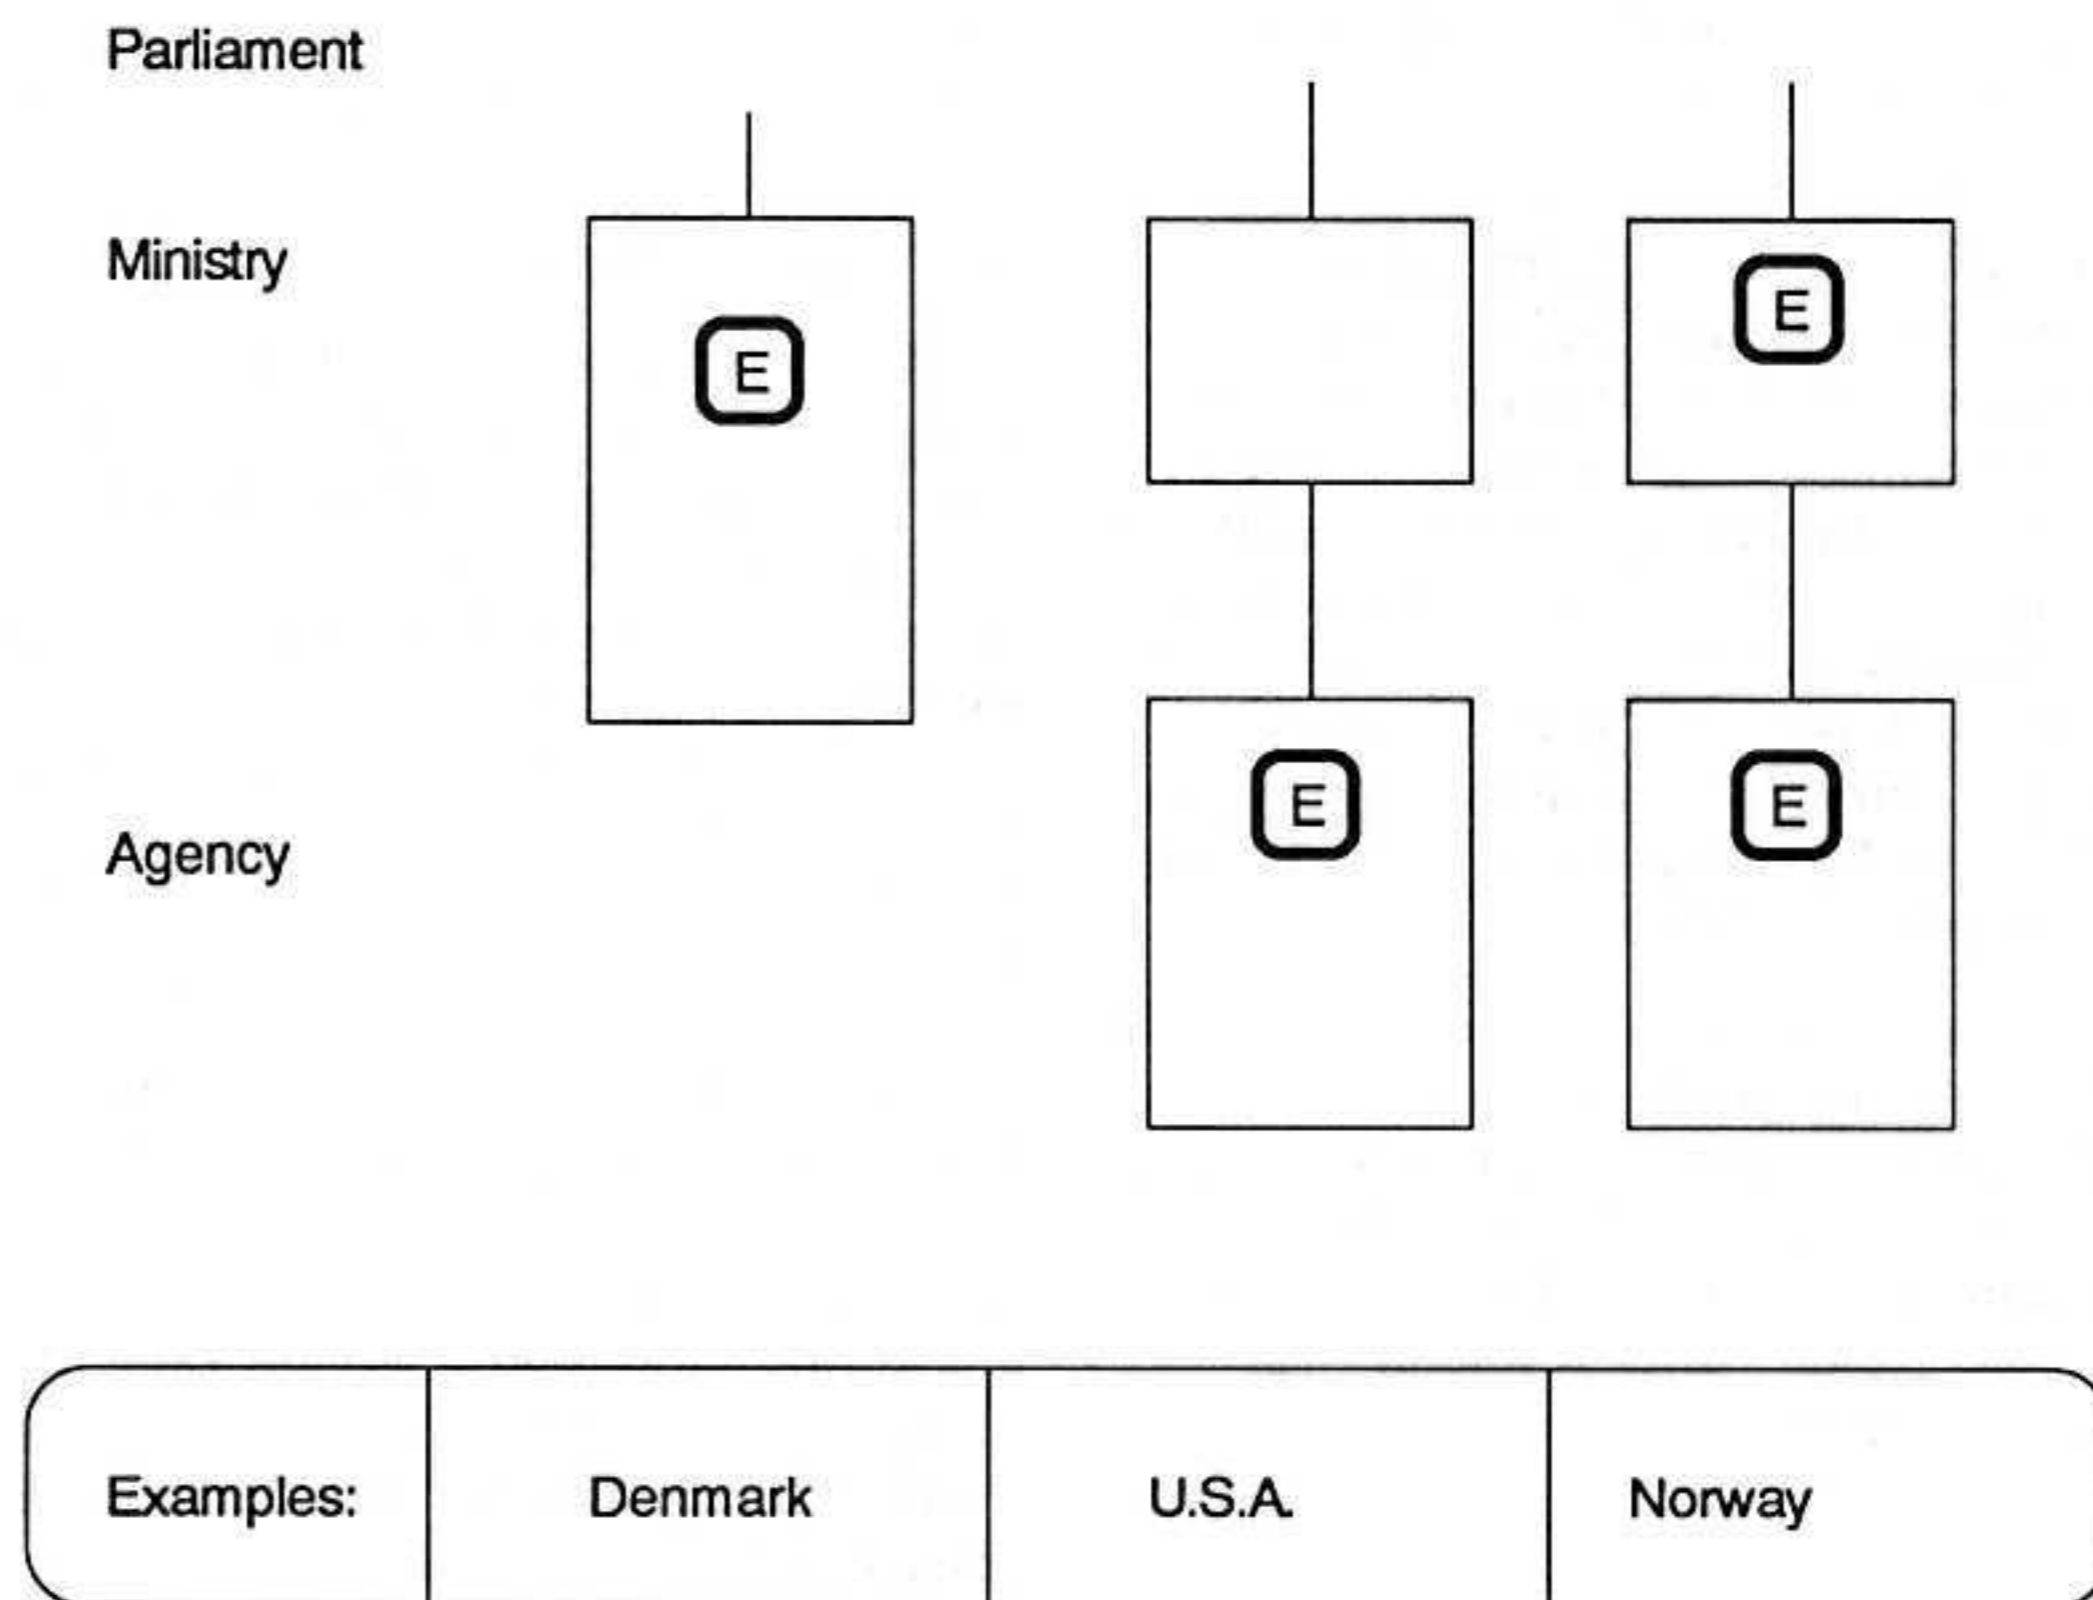 Parliament
Ministry
E
E
E
E
Agency
Examples: Denmark U.S.A. Norway